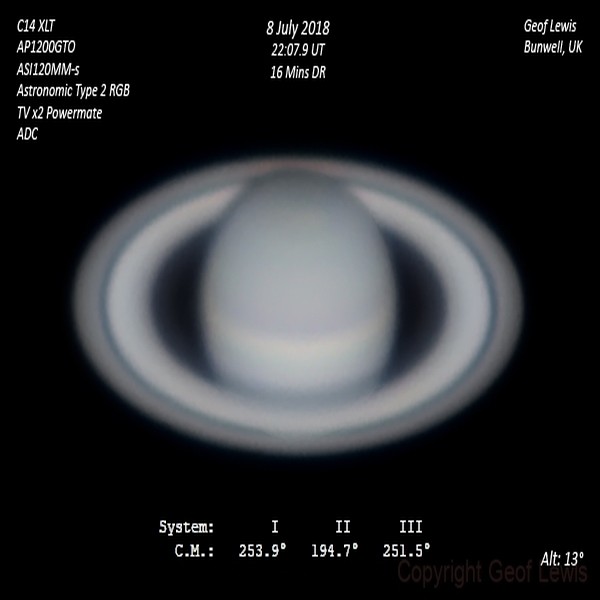 C14 XLT
AP1200GTO
ASI120MM-s
Astronomic Type 2 RGB
TV x2 Powermate
ADC
8 July 2018
22:07.9 UT
16 Mins DR
Geof Lewis
Bunwell, UK
System: I II III
C.M.: 253.9° 194.7° 251.5°
Alt: 13°
Copyright Geof Lewis